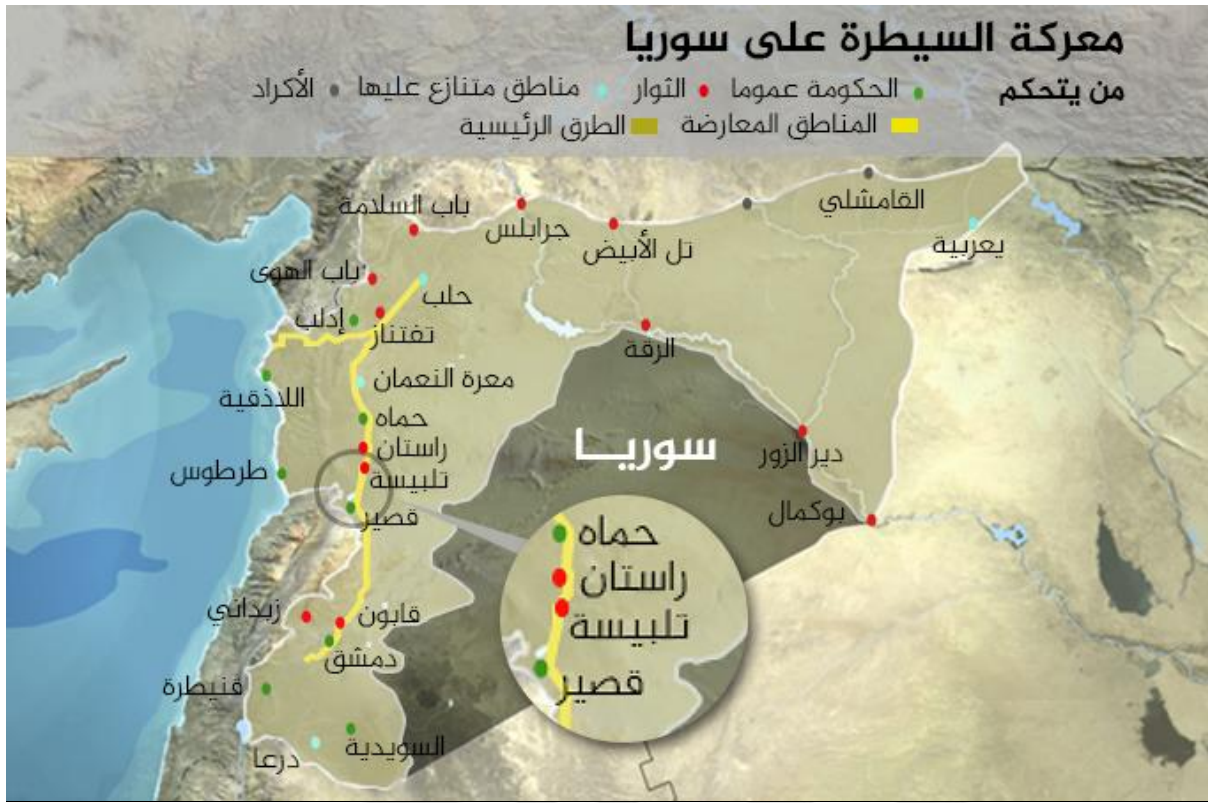 معركة السيطرة على سوريا
من يتحكم
الحكومة عموما
الثوار
مناطق متنازع عليها
الأكراد
المناطق المعارضة
الطرق الرئيسية
القامشلي
باب السلامة
جرابلس
تل الأبيض
يعربية
باب الهوى
حلب
إدلب
تفتناز
الرقة
معرة النعمان
اللاذقية
حماه
سوريا
راستان
دير الزور
طرطوس
تلبيسة
قصير
بوكمال
حماه
راستان
تلبيسة
قصير
زبداني
قابون
دمشق
قنيطرة
السويدية
درعا